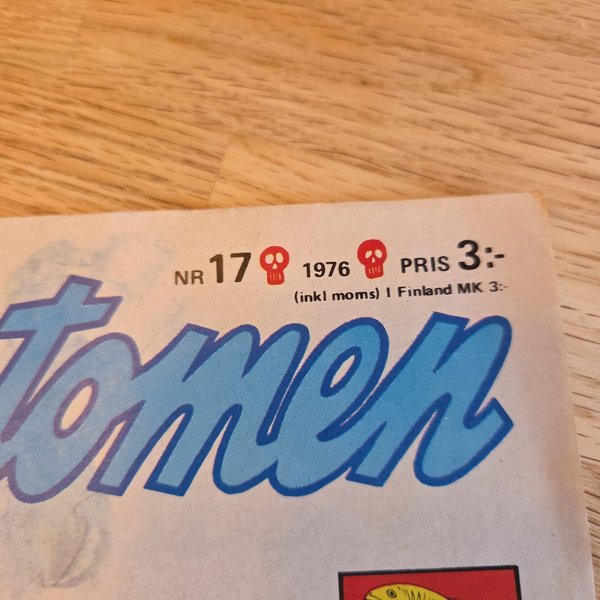 NR 17 1976 PRIS 3:-
(inkl moms) I Finland MK 3:-
tomen